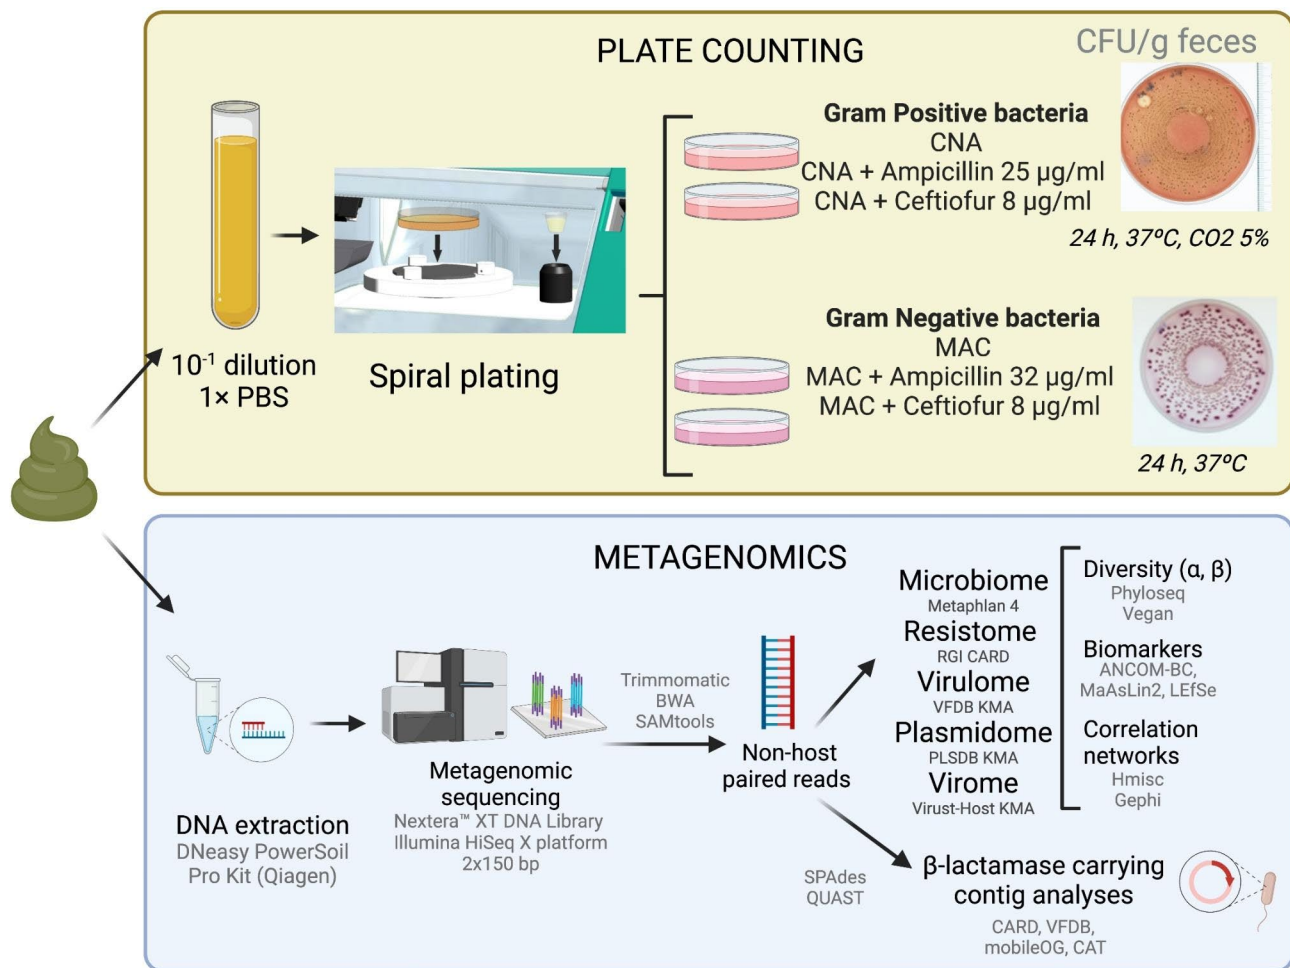 PLATE COUNTING
CFU/g feces
10⁻¹ dilution
1× PBS
Spiral plating
Gram Positive bacteria
CNA
CNA + Ampicillin 25 µg/ml
CNA + Ceftiofur 8 µg/ml
24 h, 37ºC, CO2 5%
Gram Negative bacteria
MAC
MAC + Ampicillin 32 µg/ml
MAC + Ceftiofur 8 µg/ml
24 h, 37ºC
METAGENOMICS
DNA extraction
DNeasy PowerSoil
Pro Kit (Qiagen)
Metagenomic
sequencing
Nextera™ XT DNA Library
Illumina HiSeq X platform
2x150 bp
Trimmomatic
BWA
SAMtools
Non-host
paired reads
Microbiome
Metaphlan 4
Resistome
RGI CARD
Virulome
VFDB KMA
Plasmidome
PLSDB KMA
Virome
Virust-Host KMA
Diversity (α, β)
Phyloseq
Vegan
Biomarkers
ANCOM-BC,
MaAsLin2, LEfSe
Correlation
networks
Hmisc
Gephi
SPAdes
QUAST
β-lactamase carrying
contig analyses
CARD, VFDB,
mobileOG, CAT